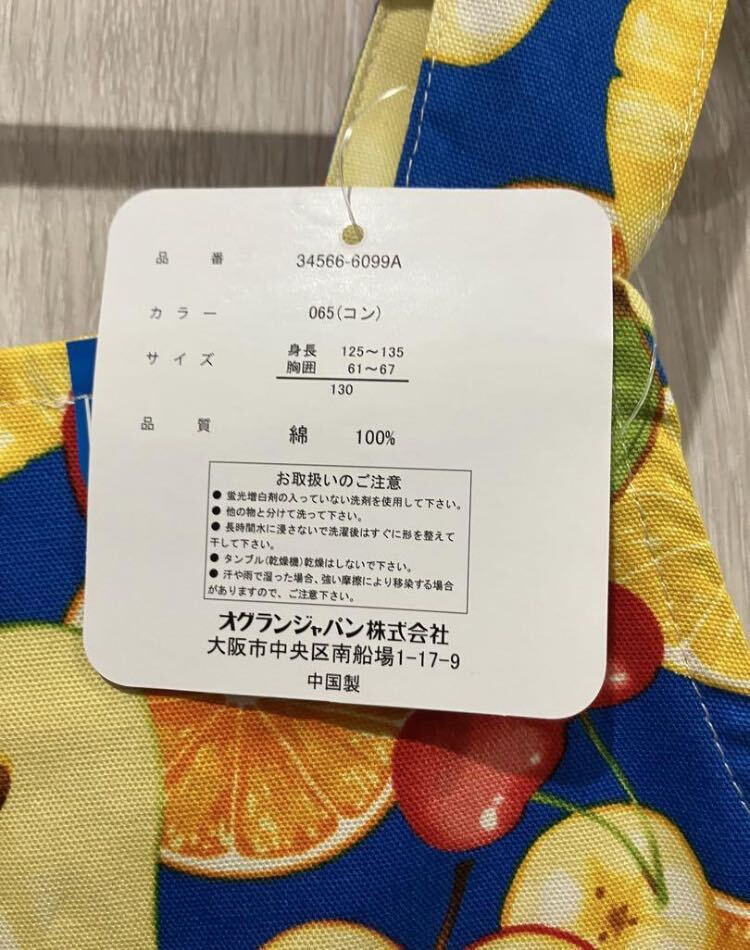 品番 34566-6099A
カラー 065(コン)
サイズ 身長 125～135
胸囲 61～67
130
品質 綿 100%
お取扱いのご注意
● 蛍光増白剤の入っていない洗剤を使用して下さい。
● 他の物と分けて洗って下さい。
● 長時間水に浸さないで洗濯後はすぐに形を整えて
干して下さい。
● タンブル(乾燥機)乾燥はしないで下さい。
● 汗や雨で湿った場合、強い摩擦により移染する場合
がありますので、ご注意下さい。
オグランジャパン株式会社
大阪市中央区南船場1-17-9
中国製